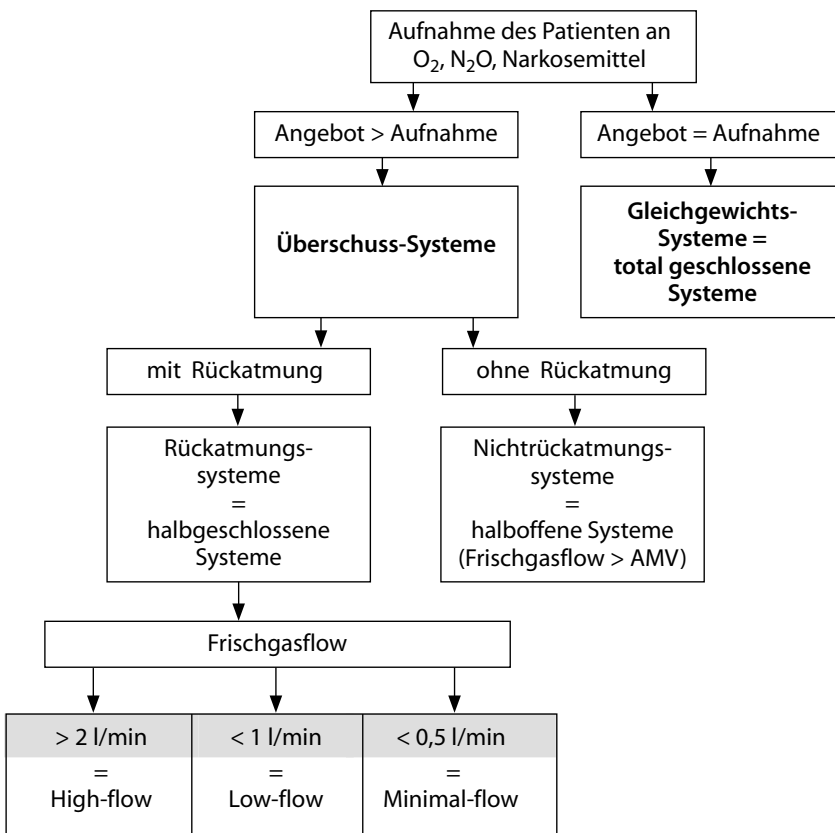 Aufnahme des Patienten an
O₂, N₂O, Narkosemittel
Angebot > Aufnahme
Angebot = Aufnahme
Überschuss-Systeme
Gleichgewichts-
Systeme =
total geschlossene
Systeme
mit Rückatmung
ohne Rückatmung
Rückatmungs-
systeme
=
halbgeschlossene
Systeme
Nichtrückatmungs-
systeme
=
halboffene Systeme
(Frischgasflow > AMV)
Frischgasflow
> 2 l/min
=
High-flow
< 1 l/min
=
Low-flow
< 0,5 l/min
=
Minimal-flow